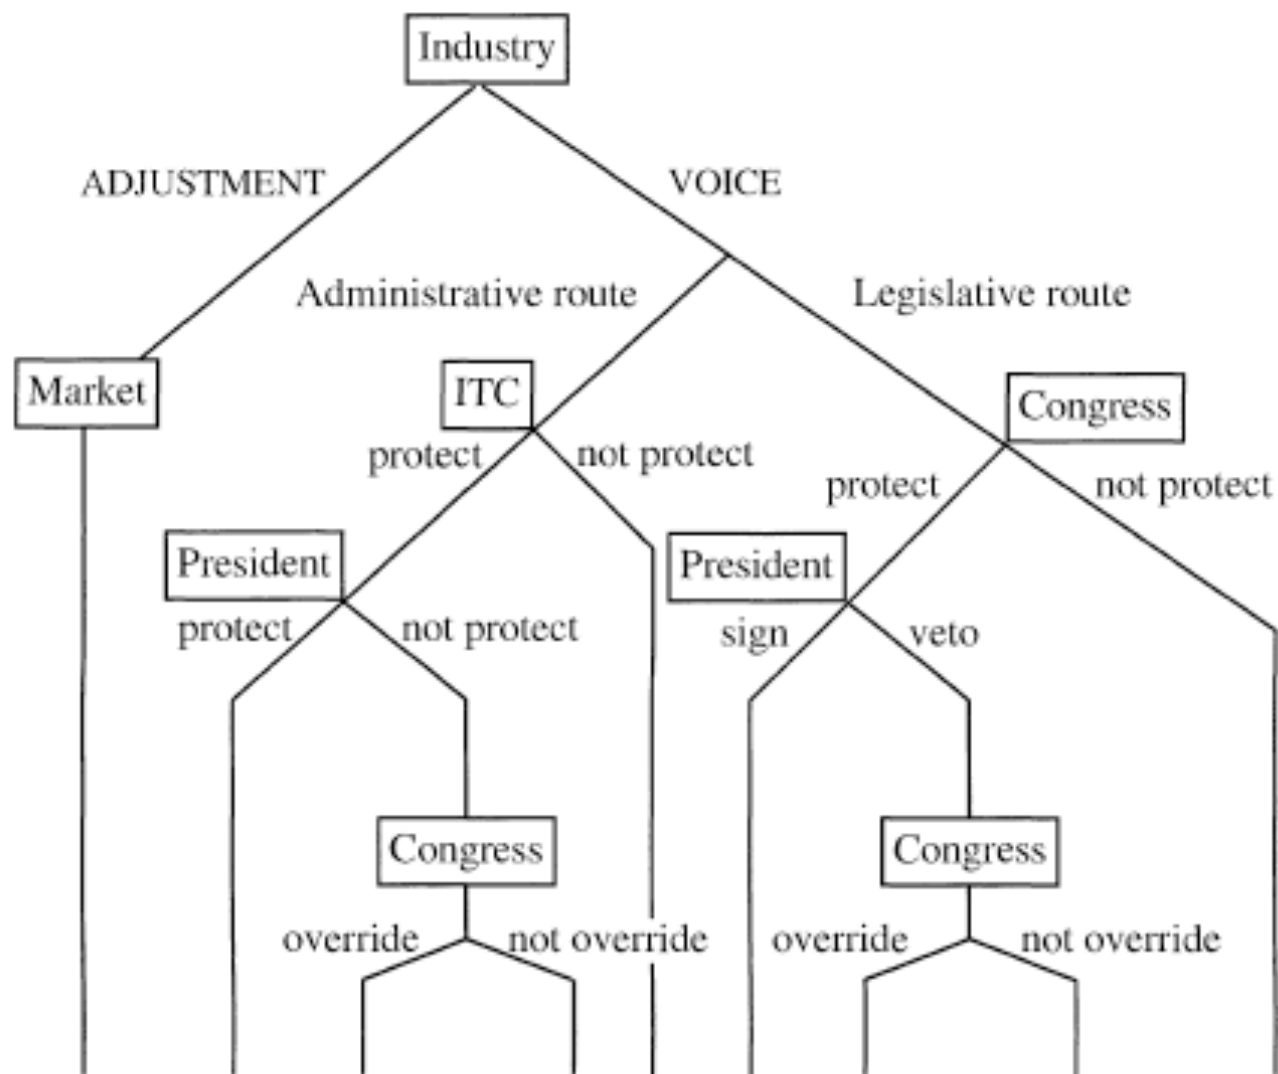 Industry
ADJUSTMENT
VOICE
Administrative route
Legislative route
Market
ITC
Congress
protect
not protect
protect
not protect
President
President
protect
not protect
sign
veto
Congress
Congress
override
not override
override
not override